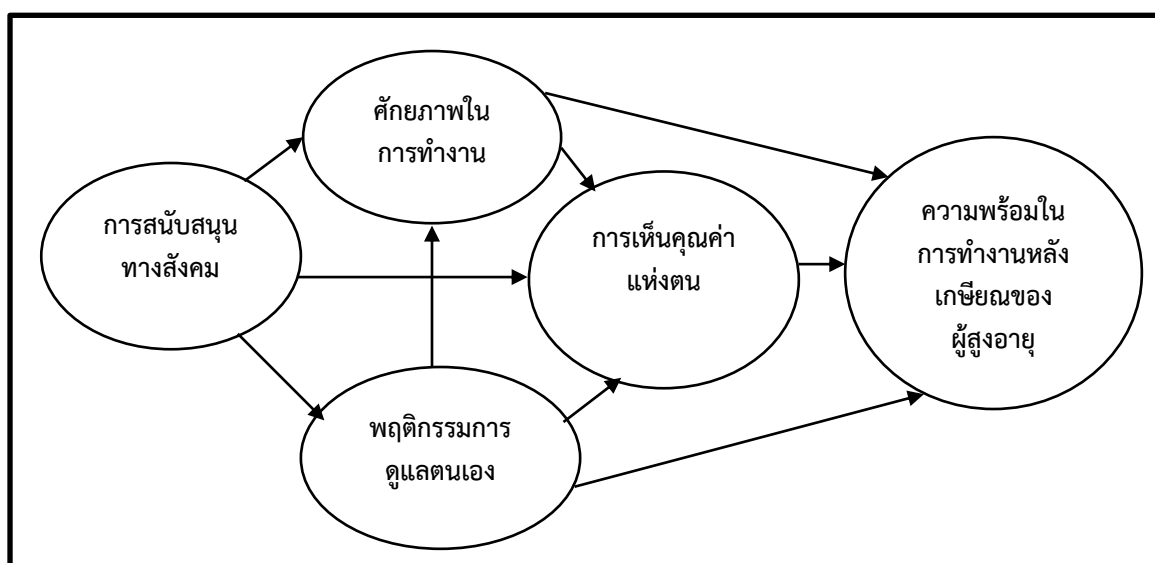 ศักยภาพใน
การทำงาน
การสนับสนุน
ทางสังคม
การเห็นคุณค่า
แห่งตน
ความพร้อมใน
การทำงานหลัง
เกษียณของ
ผู้สูงอายุ
พฤติกรรมการ
ดูแลตนเอง